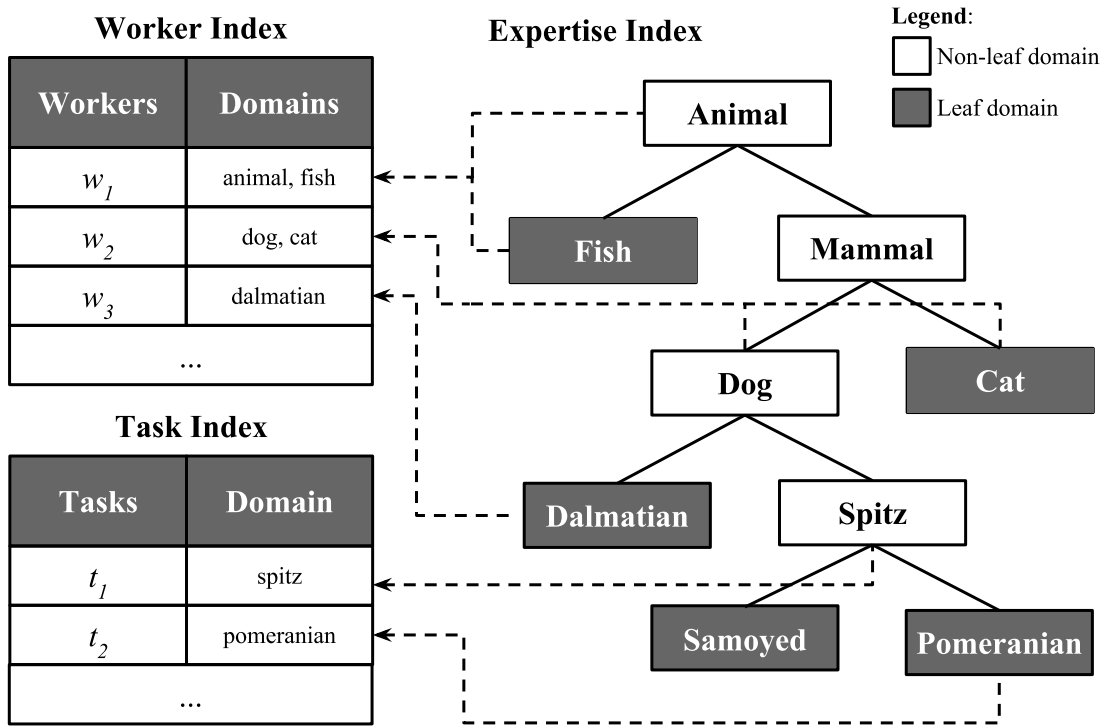 Worker Index
Workers Domains
w1 animal, fish
w2 dog, cat
w3 dalmatian
...
Task Index
Tasks Domain
t1 spitz
t2 pomeranian
...
Expertise Index
Animal
Fish
Mammal
Dog
Cat
Dalmatian
Spitz
Samoyed
Pomeranian
Legend:
Non-leaf domain
Leaf domain